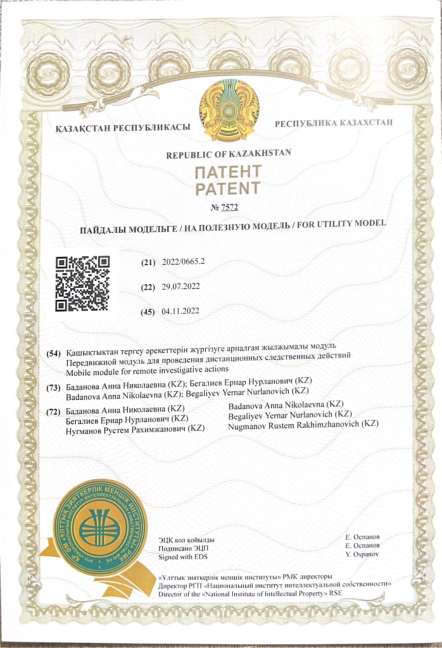 ҚАЗАҚСТАН РЕСПУБЛИКАСЫ
РЕСПУБЛИКА КАЗАХСТАН
REPUBLIC OF KAZAKHSTAN
ПАТЕНТ
PATENT
№ 7572
ПАЙДАЛЫ МОДЕЛЬГЕ / НА ПОЛЕЗНУЮ МОДЕЛЬ / FOR UTILITY MODEL
(21) 2022/0665.2
(22) 29.07.2022
(45) 04.11.2022
(54) Қашықтықтан тергеу әрекеттерін жүргізуге арналған жылжымалы модуль
Передвижной модуль для проведения дистанционных следственных действий
Mobile module for remote investigative actions
(73) Баданова Анна Николаевна (KZ); Бегалиев Ернар Нурланович (KZ)
Badanova Anna Nikolaevna (KZ); Begaliyev Yernar Nurlanovich (KZ)
(72) Баданова Анна Николаевна (KZ) Badanova Anna Nikolaevna (KZ)
Бегалиев Ернар Нурланович (KZ) Begaliyev Yernar Nurlanovich (KZ)
Нугманов Рустем Рахимжанович (KZ) Nugmanov Rustem Rakhimzhanovich (KZ)
ЭЦҚ қол қойылды Е. Оспанов
Подписано ЭЦП Е. Оспанов
Signed with EDS Y. Ospanov
«Ұлттық зияткерлік меншік институты» РМК директоры
Директор РГП «Национальный институт интеллектуальной собственности»
Director of the «National Institute of Intellectual Property» RSE